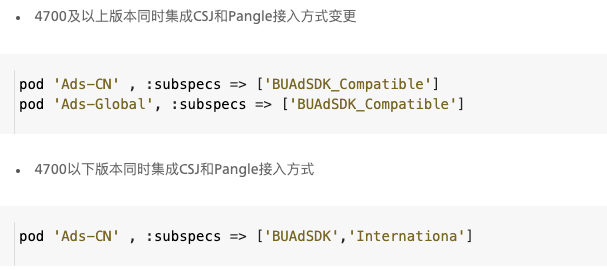 4700及以上版本同时集成CSJ和Pangle接入方式变更
pod 'Ads-CN' , :subspecs => ['BUAdSDK_Compatible']
pod 'Ads-Global', :subspecs => ['BUAdSDK_Compatible']
4700以下版本同时集成CSJ和Pangle接入方式
pod 'Ads-CN' , :subspecs => ['BUAdSDK','Internationa']